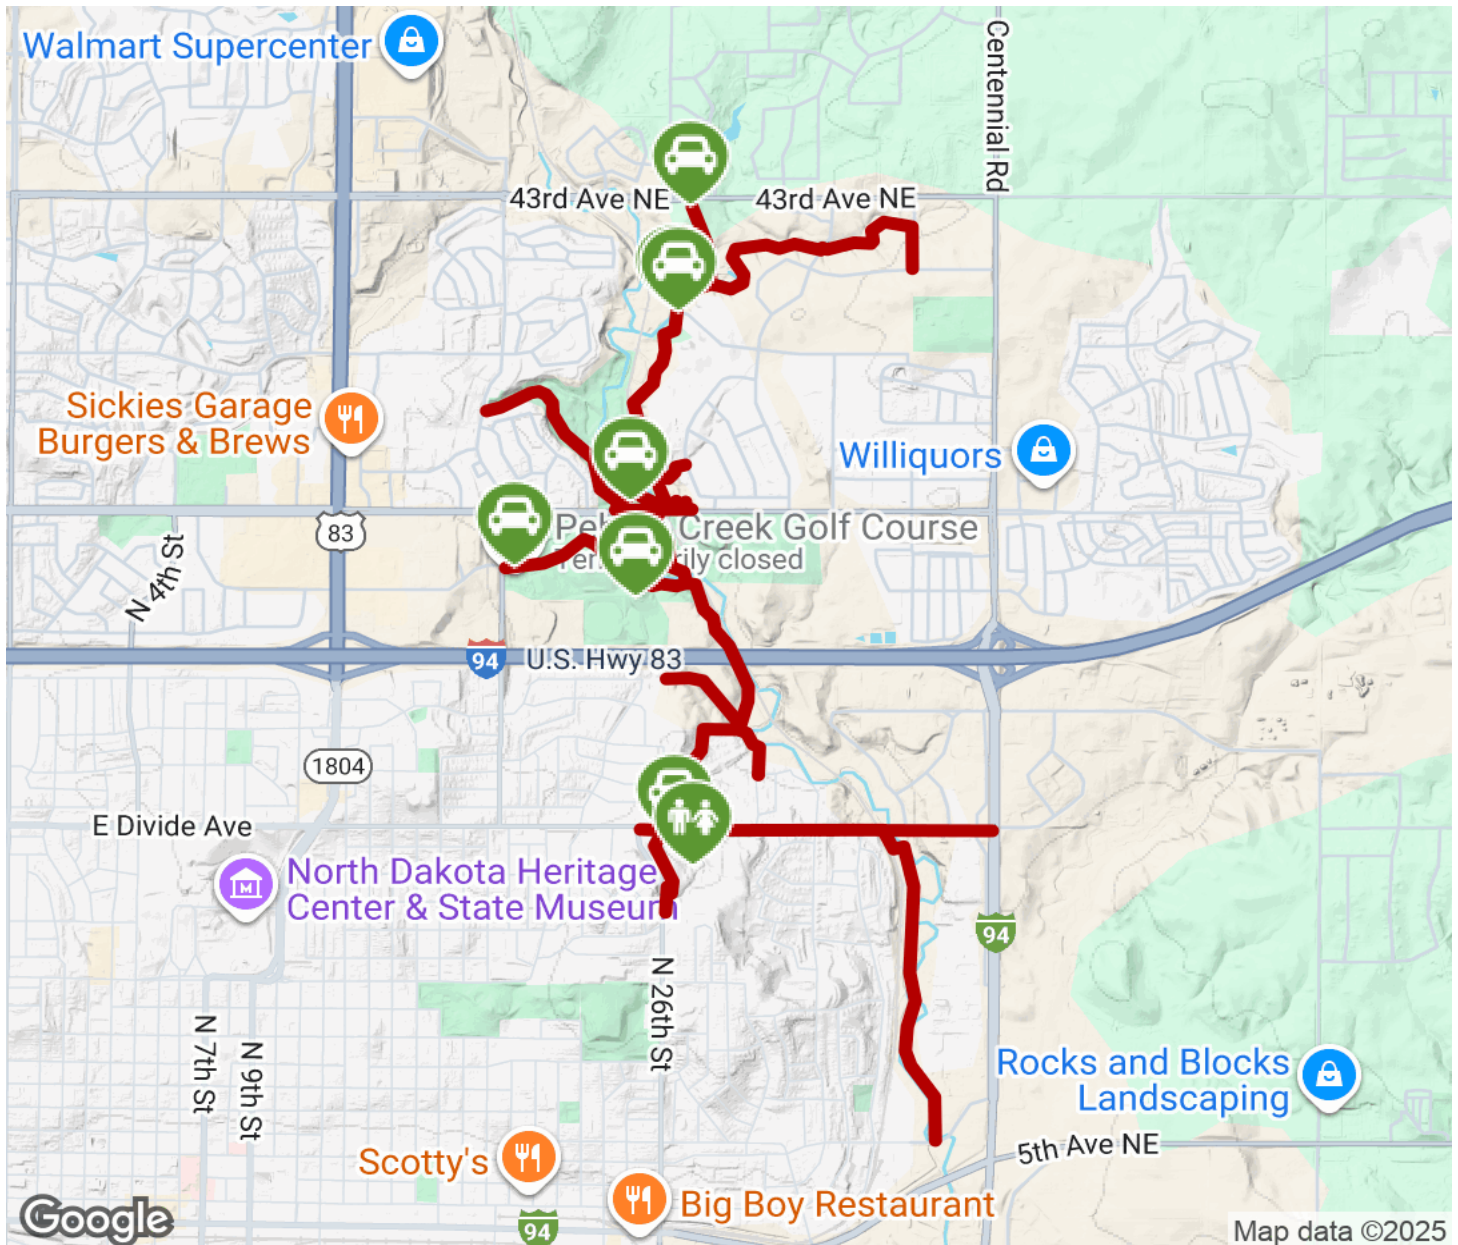 Walmart Supercenter
Centennial Rd
43rd Ave NE
43rd Ave NE
Sickies Garage
Burgers & Brews
Williquors
83
N 4th St
Creek Golf Course
closed
94
U.S. Hwy 83
1804
E Divide Ave
North Dakota Heritage
Center & State Museum
94
N 26th St
N 7th St
N 9th St
Rocks and Blocks
Landscaping
5th Ave NE
Scotty's
Big Boy Restaurant
94
Google
Map data ©2025